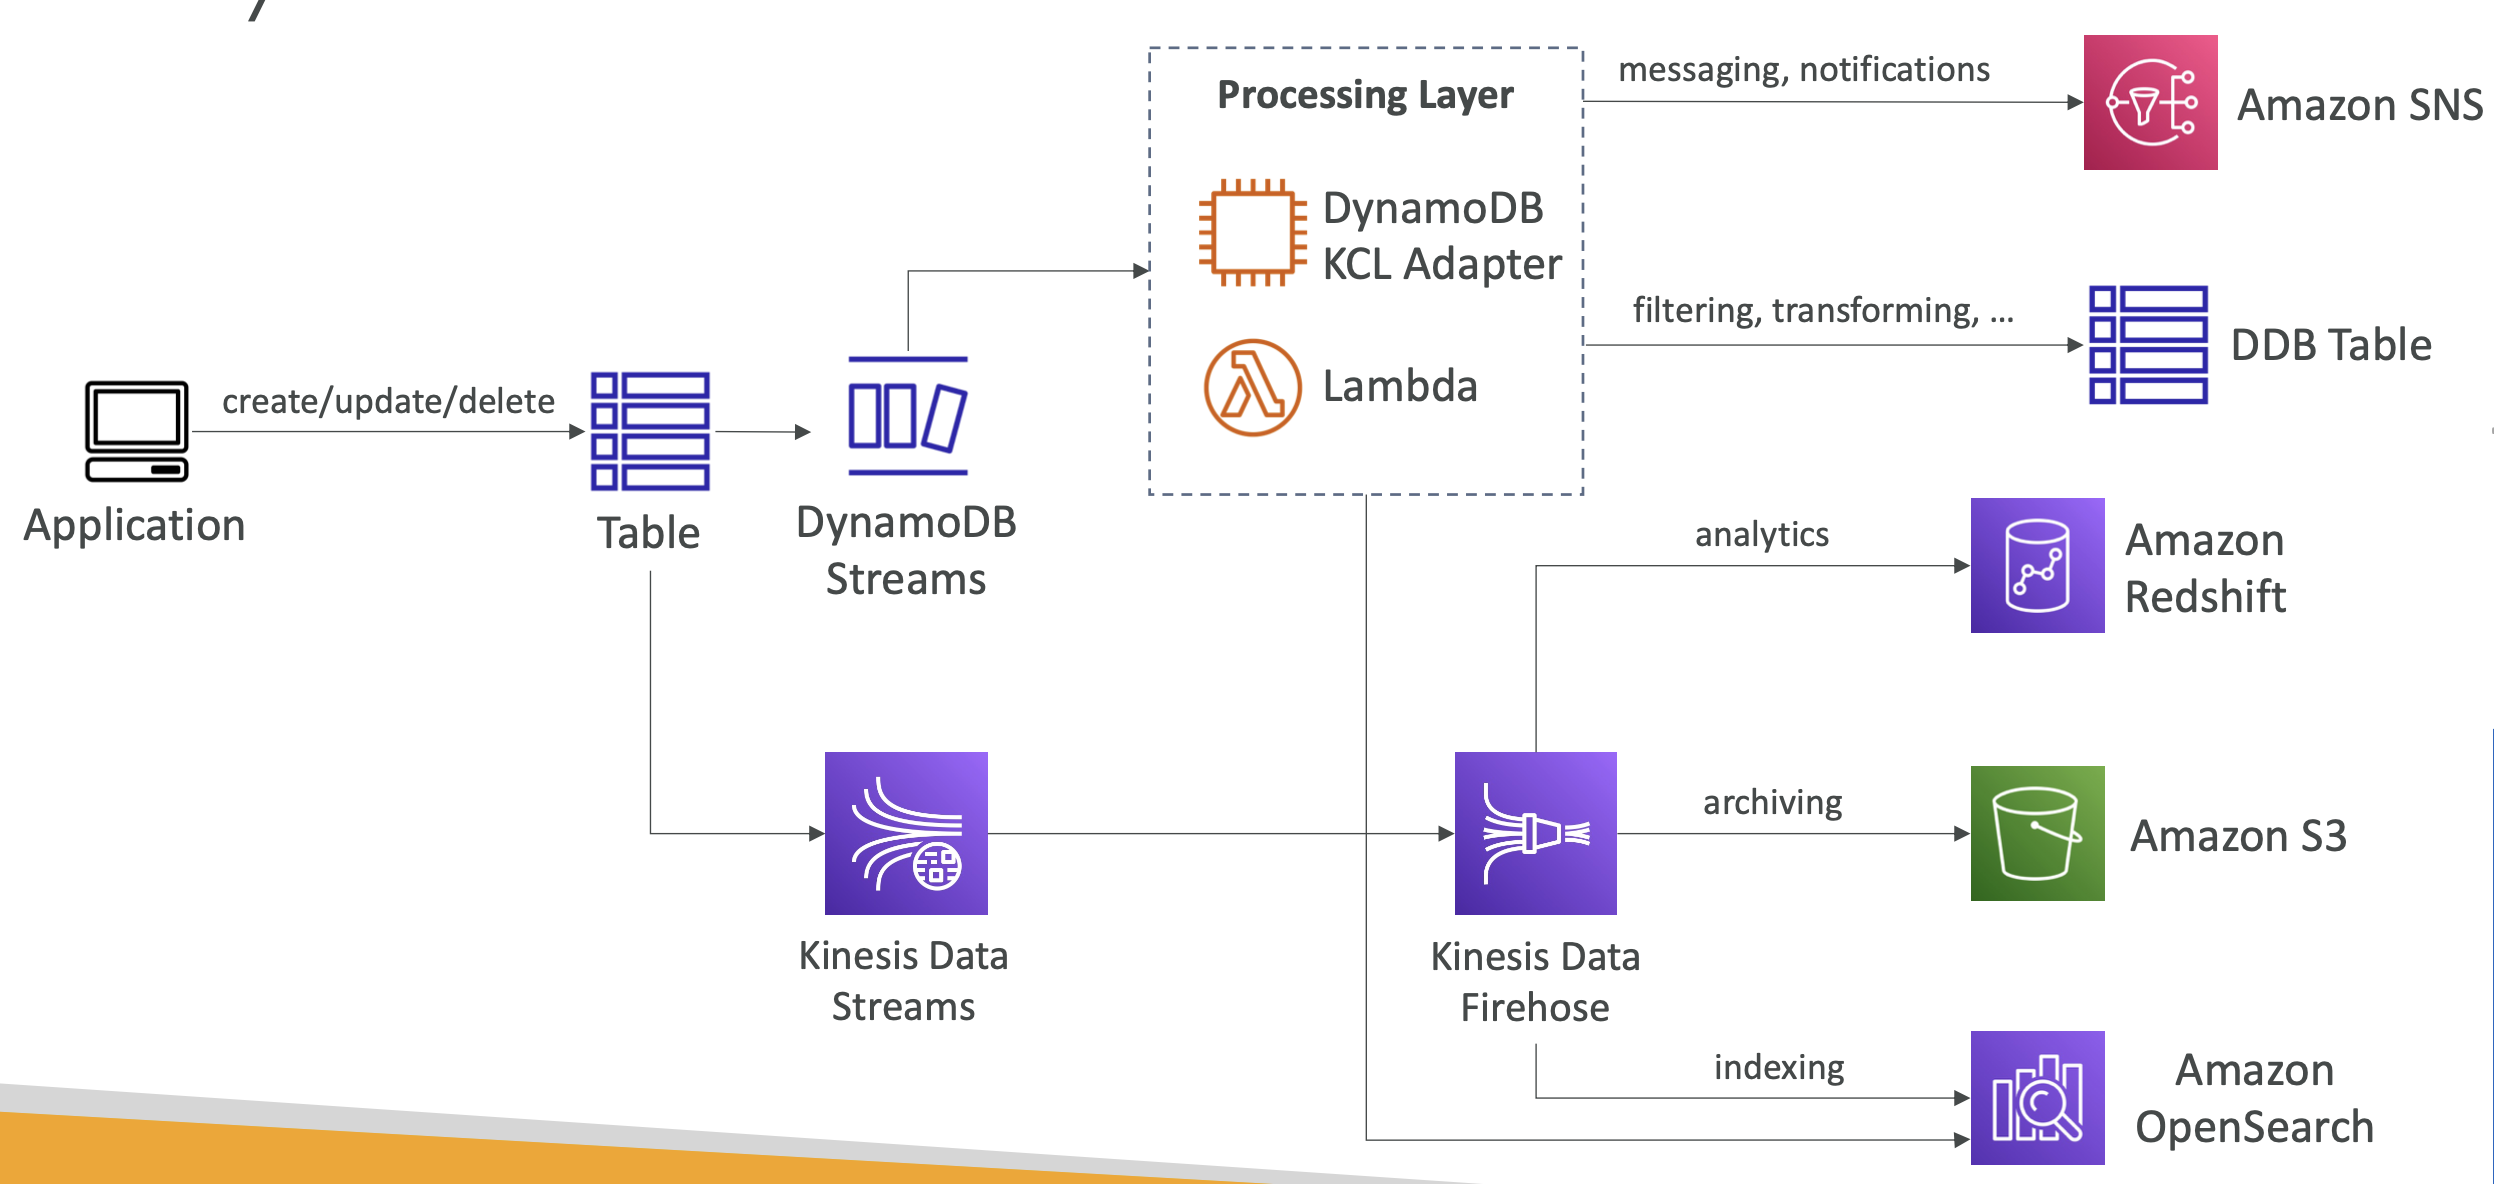 Processing Layer
messaging, notifications
Amazon SNS
DynamoDB
KCL Adapter
filtering, transforming, ...
DDB Table
Lambda
create/update/delete
Application
Table
DynamoDB
Streams
analytics
Amazon
Redshift
archiving
Amazon S3
Kinesis Data
Streams
Kinesis Data
Firehose
indexing
Amazon
OpenSearch